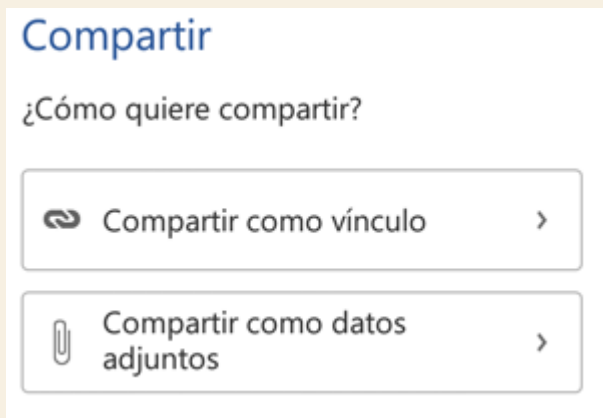 Compartir
¿Cómo quiere compartir?
Compartir como vínculo
Compartir como datos
adjuntos